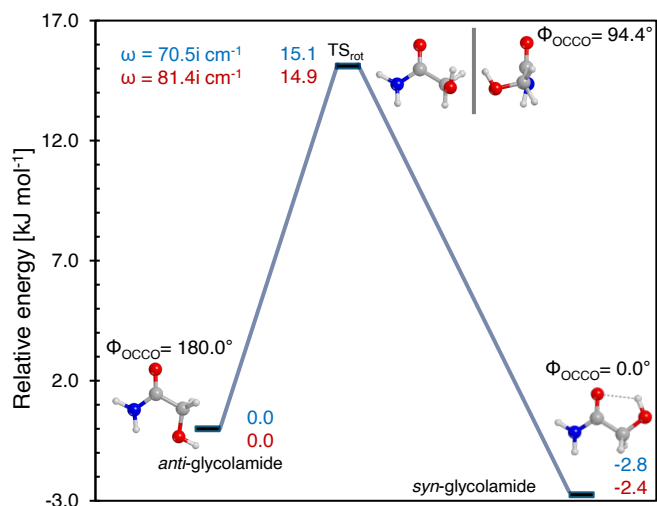 17.0
ω = 70.5i cm⁻¹ 15.1 TSrot ΦOCCO= 94.4°
ω = 81.4i cm⁻¹ 14.9
12.0
Relative energy [kJ mol⁻¹]
7.0
ΦOCCO= 180.0°
2.0
ΦOCCO= 0.0°
0.0
0.0
anti-glycolamide
-2.8
syn-glycolamide -2.4
-3.0